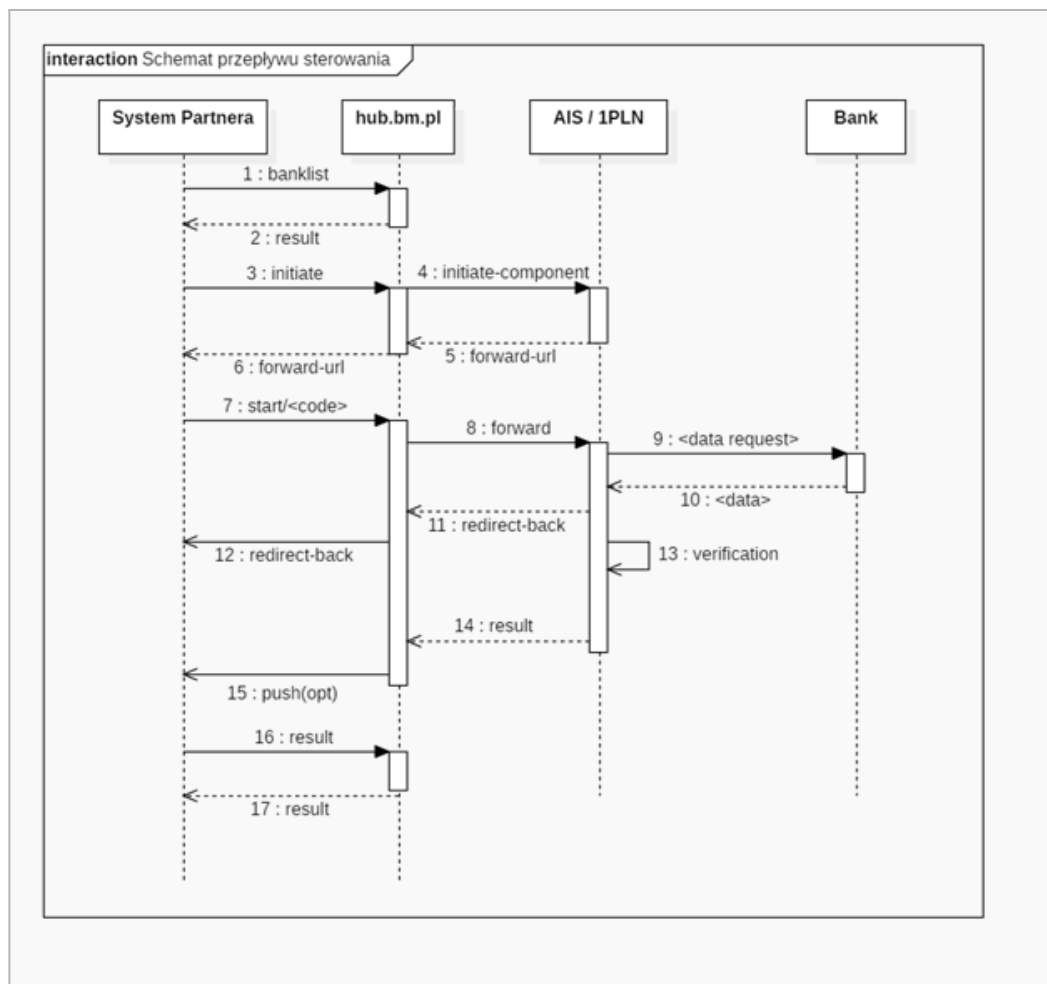 interaction Schemat przepływu sterowania
System Partnera
hub.bm.pl
AIS / 1PLN
Bank
1 : banklist
2 : result
3 : initiate
4 : initiate-component
5 : forward-url
6 : forward-url
7 : start/<code>
8 : forward
9 : <data request>
10 : <data>
11 : redirect-back
12 : redirect-back
13 : verification
14 : result
15 : push(opt)
16 : result
17 : result